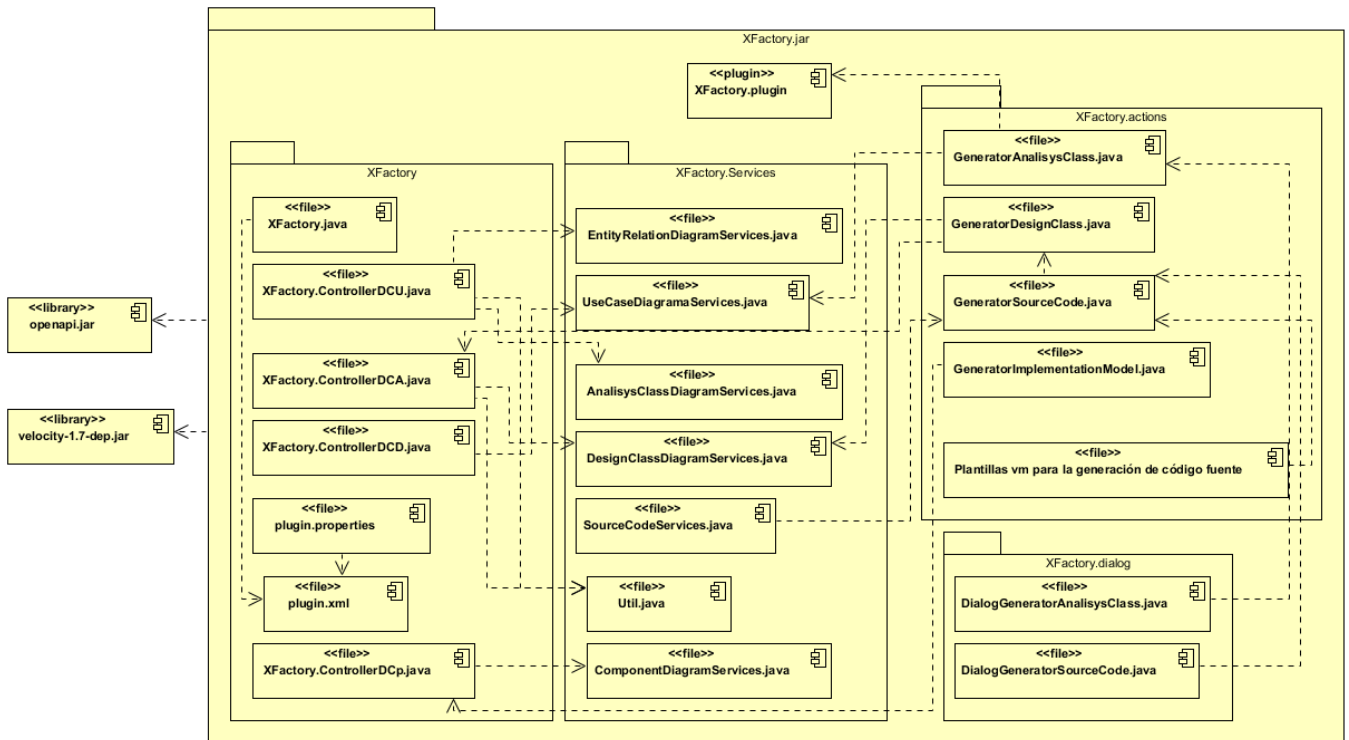 XFactory.jar
<<plugin>>
XFactory.plugin
XFactory.actions
<<file>>
GeneratorAnalisysClass.java
<<file>>
GeneratorDesignClass.java
<<file>>
GeneratorSourceCode.java
<<file>>
GeneratorImplementationModel.java
<<file>>
Plantillas vm para la generación de código fuente
XFactory
<<file>>
XFactory.java
<<file>>
XFactory.ControllerDCU.java
<<file>>
XFactory.ControllerDCA.java
<<file>>
XFactory.ControllerDCD.java
<<file>>
plugin.properties
<<file>>
plugin.xml
<<file>>
XFactory.ControllerDCp.java
XFactory.Services
<<file>>
EntityRelationDiagramServices.java
<<file>>
UseCaseDiagramaServices.java
<<file>>
AnalisysClassDiagramServices.java
<<file>>
DesignClassDiagramServices.java
<<file>>
SourceCodeServices.java
<<file>>
Util.java
<<file>>
ComponentDiagramServices.java
XFactory.dialog
<<file>>
DialogGeneratorAnalisysClass.java
<<file>>
DialogGeneratorSourceCode.java
<<library>>
openapi.jar
<<library>>
velocity-1.7-dep.jar